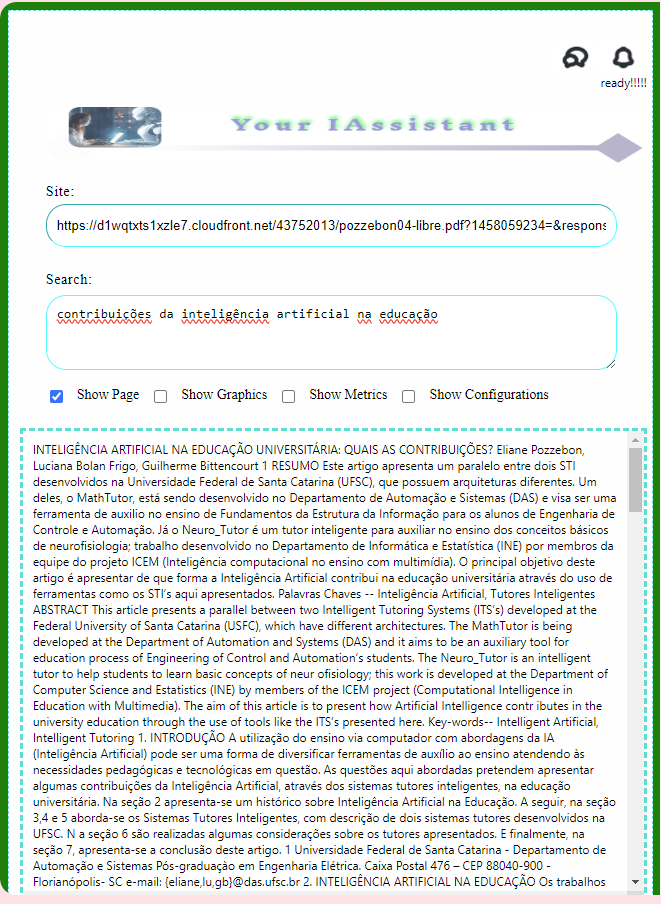 ready!!!!!
Your IAssistant
Site:
https://d1wqtxts1xzle7.cloudfront.net/43752013/pozzebon04-libre.pdf?1458059234=&respons
Search:
contribuições da inteligência artificial na educação
Show Page Show Graphics Show Metrics Show Configurations
INTELIGÊNCIA ARTIFICIAL NA EDUCAÇÃO UNIVERSITÁRIA: QUAIS AS CONTRIBUIÇÕES? Eliane Pozzebon,
Luciana Bolan Frigo, Guilherme Bittencourt 1 RESUMO Este artigo apresenta um paralelo entre dois STI
desenvolvidos na Universidade Federal de Santa Catarina (UFSC), que possuem arquiteturas diferentes. Um
deles, o MathTutor, está sendo desenvolvido no Departamento de Automação e Sistemas (DAS) e visa ser uma
ferramenta de auxilio no ensino de Fundamentos da Estrutura da Informação para os alunos de Engenharia de
Controle e Automação. Já o Neuro_Tutor é um tutor inteligente para auxiliar no ensino dos conceitos básicos
de neurofisiologia; trabalho desenvolvido no Departamento de Informática e Estatística (INE) por membros da
equipe do projeto ICEM (Inteligência computacional no ensino com multimídia). O principal objetivo deste
artigo é apresentar de que forma a Inteligência Artificial contribui na educação universitária através do uso de
ferramentas como os STI's aqui apresentados. Palavras Chaves -- Inteligência Artificial, Tutores Inteligentes
ABSTRACT This article presents a parallel between two Intelligent Tutoring Systems (ITS's) developed at the
Federal University of Santa Catarina (USFC), which have different architectures. The MathTutor is being
developed at the Department of Automation and Systems (DAS) and it aims to be an auxiliary tool for
education process of Engineering of Control and Automation's students. The Neuro_Tutor is an intelligent
tutor to help students to learn basic concepts of neur ofisiology; this work is developed at the Department of
Computer Science and Estatistics (INE) by members of the ICEM project (Computational Intelligence in
Education with Multimedia). The aim of this article is to present how Artificial Intelligence contr ibutes in the
university education through the use of tools like the ITS's presented here. Key-words-- Intelligent Artificial,
Intelligent Tutoring 1. INTRODUÇÃO A utilização do ensino via computador com abordagens da IA
(Inteligência Artificial) pode ser uma forma de diversificar ferramentas de auxílio ao ensino atendendo às
necessidades pedagógicas e tecnológicas em questão. As questões aqui abordadas pretendem apresentar
algumas contribuições da Inteligência Artificial, através dos sistemas tutores inteligentes, na educação
universitária. Na seção 2 apresenta-se um histórico sobre Inteligência Artificial na Educação. A seguir, na seção
3,4 e 5 aborda-se os Sistemas Tutores Inteligentes, com descrição de dois sistemas tutores desenvolvidos na
UFSC. N a seção 6 são realizadas algumas considerações sobre os tutores apresentados. E finalmente, na
seção 7, apresenta-se a conclusão deste artigo. 1 Universidade Federal de Santa Catarina - Departamento de
Automação e Sistemas Pós-graduaçào em Engenharia Elétrica. Caixa Postal 476 – CEP 88040-900 -
Florianópolis- SC e-mail: {eliane,lu,gb}@das.ufsc.br 2. INTELIGÊNCIA ARTIFICIAL NA EDUCAÇÃO Os trabalhos